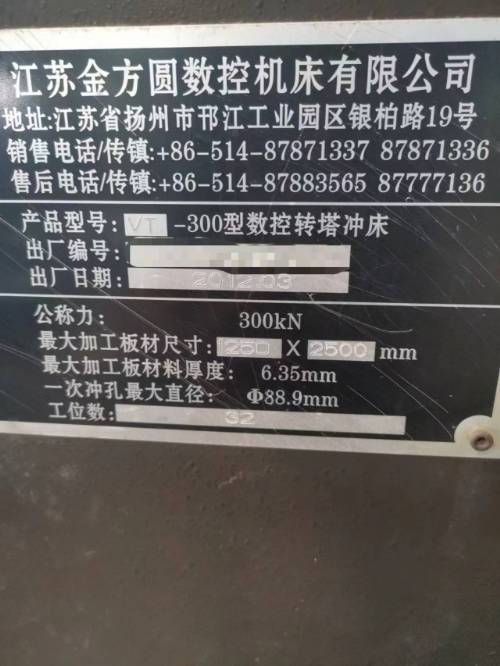 江苏金方圆数控机床有限公司
地址:江苏省扬州市邗江工业园区银柏路19号
销售电话/传镇:+86-514-87871337 87871336
售后电话/传镇:+86-514-87883565 87777136
产品型号: VT -300型数控转塔冲床
出厂编号:
出厂日期: 2012.03
公称力: 300kN
最大加工板材尺寸: 1250 X 2500 mm
最大加工板材料厚度: 6.35mm
一次冲孔最大直径: Φ88.9mm
工位数: 32